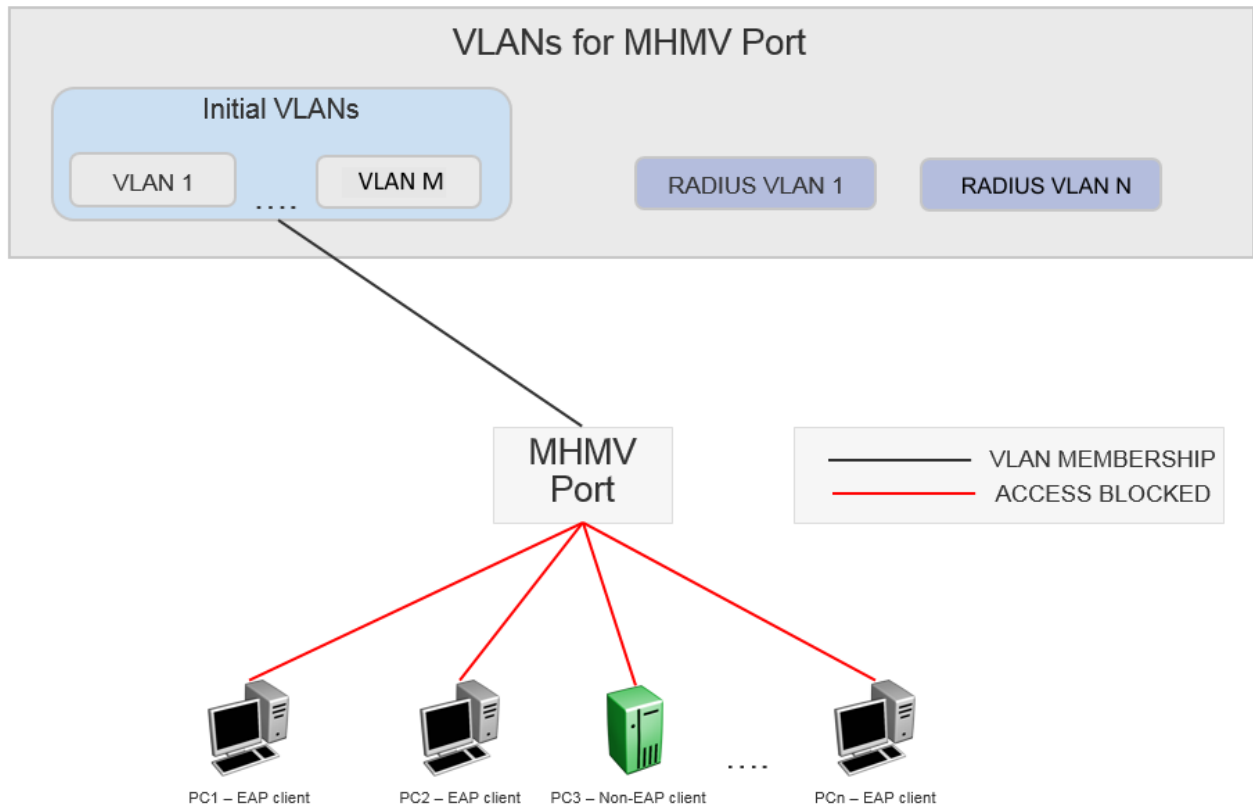 VLANs for MHMV Port
Initial VLANs
VLAN 1
....
VLAN M
RADIUS VLAN 1
RADIUS VLAN N
MHMV
Port
VLAN MEMBERSHIP
ACCESS BLOCKED
....
PC1 – EAP client
PC2 – EAP client
PC3 – Non-EAP client
PCn – EAP client